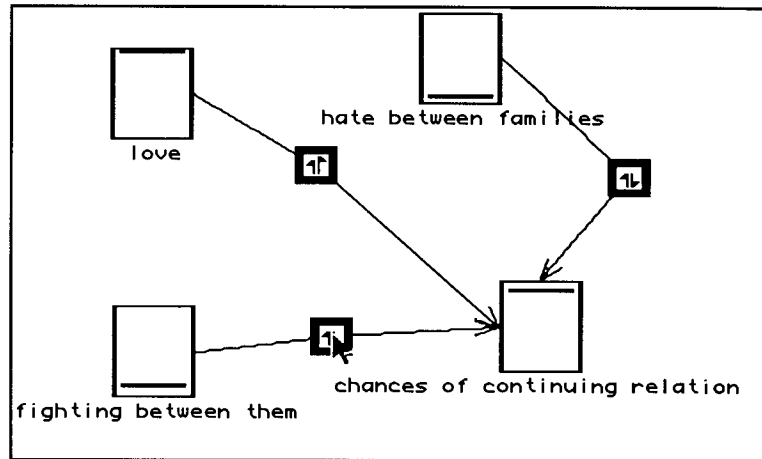 hate between families
love
chances of continuing relation
fighting between them